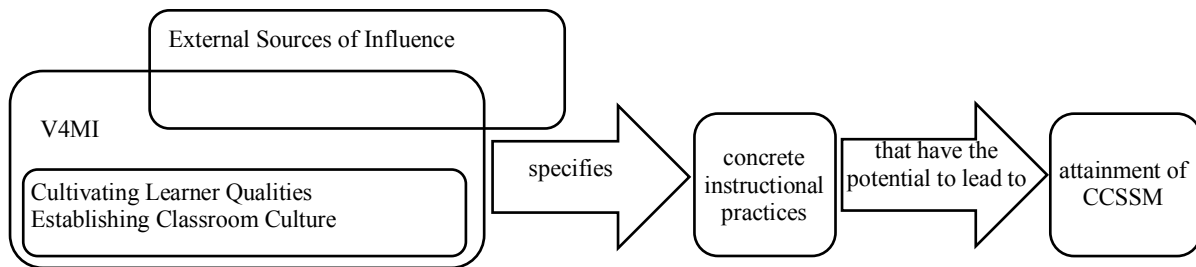 External Sources of Influence
V4MI
Cultivating Learner Qualities
Establishing Classroom Culture
specifies
concrete
instructional
practices
that have the
potential to lead to
attainment of
CCSSM